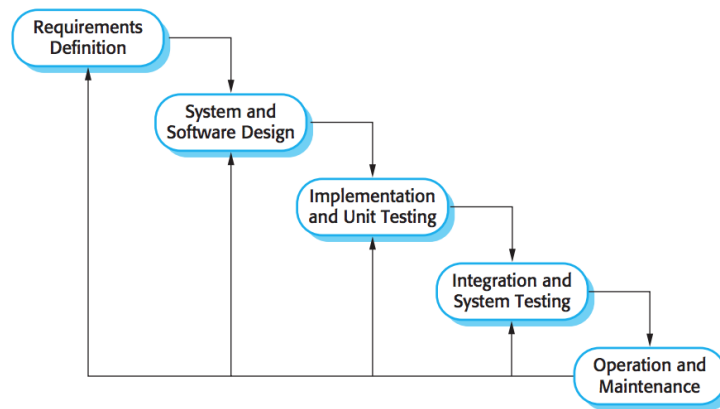 Requirements
Definition
System and
Software Design
Implementation
and Unit Testing
Integration and
System Testing
Operation and
Maintenance